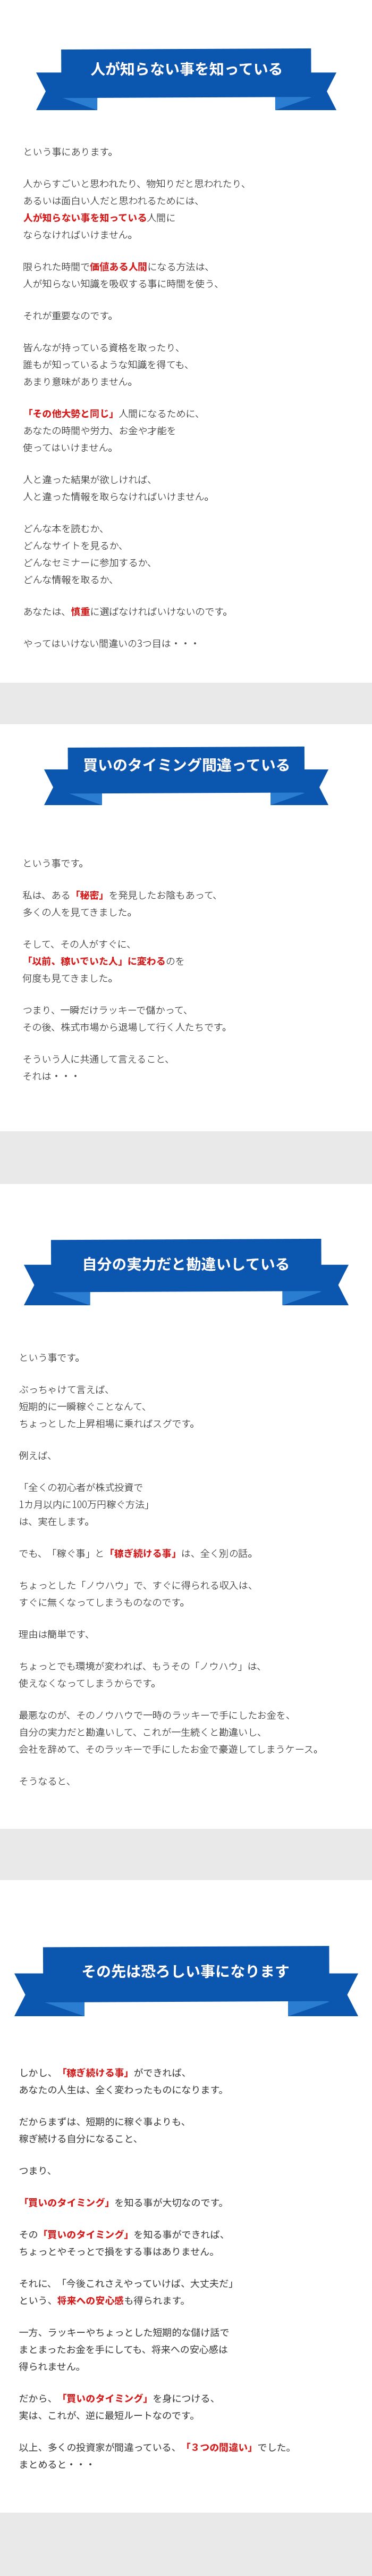 人が知らない事を知っている
という事にあります。
人からすごいと思われたり、物知りだと思われたり、
あるいは面白い人だと思われるためには、
人が知らない事を知っている人間に
ならなければいけません。
限られた時間で価値ある人間になる方法は、
人が知らない知識を吸収する事に時間を使う、
それが重要なのです。
皆んなが持っている資格を取ったり、
誰もが知っているような知識を得ても、
あまり意味がありません。
「その他大勢と同じ」人間になるために、
あなたの時間や労力、お金や才能を
使ってはいけません。
人と違った結果が欲しければ、
人と違った情報を取らなければいけません。
どんな本を読むか、
どんなサイトを見るか、
どんなセミナーに参加するか、
どんな情報を取るか、
あなたは、慎重に選ばなければいけないのです。
やってはいけない間違いの3つ目は・・・
買いのタイミング間違っている
という事です。
私は、ある「秘密」を発見したお陰もあって、
多くの人を見てきました。
そして、その人がすぐに、
「以前、稼いでいた人」に変わるのを
何度も見てきました。
つまり、一瞬だけラッキーで儲かって、
その後、株式市場から退場して行く人たちです。
そういう人に共通して言えること、
それは・・・
自分の実力だと勘違いしている
という事です。
ぶっちゃけて言えば、
短期的に一瞬稼ぐことなんて、
ちょっとした上昇相場に乗ればスグです。
例えば、
「全くの初心者が株式投資で
1カ月以内に100万円稼ぐ方法」
は、実在します。
でも、「稼ぐ事」と「稼ぎ続ける事」は、全く別の話。
ちょっとした「ノウハウ」で、すぐに得られる収入は、
すぐに無くなってしまうものなのです。
理由は簡単です、
ちょっとでも環境が変われば、もうその「ノウハウ」は、
使えなくなってしまうからです。
最悪なのが、そのノウハウで一時のラッキーで手にしたお金を、
自分の実力だと勘違いして、これが一生続くと勘違いし、
会社を辞めて、そのラッキーで手にしたお金で豪遊してしまうケース。
そうなると、
その先は恐ろしい事になります
しかし、「稼ぎ続ける事」ができれば、
あなたの人生は、全く変わったものになります。
だからまずは、短期的に稼ぐ事よりも、
稼ぎ続ける自分になること、
つまり、
「買いのタイミング」を知る事が大切なのです。
その「買いのタイミング」を知る事ができれば、
ちょっとやそっとで損をする事はありません。
それに、「今後これさえやっていけば、大丈夫だ」
という、将来への安心感も得られます。
一方、ラッキーやちょっとした短期的な儲け話で
まとまったお金を手にしても、将来への安心感は
得られません。
だから、「買いのタイミング」を身につける、
実は、これが、逆に最短ルートなのです。
以上、多くの投資家が間違っている、「３つの間違い」でした。
まとめると・・・